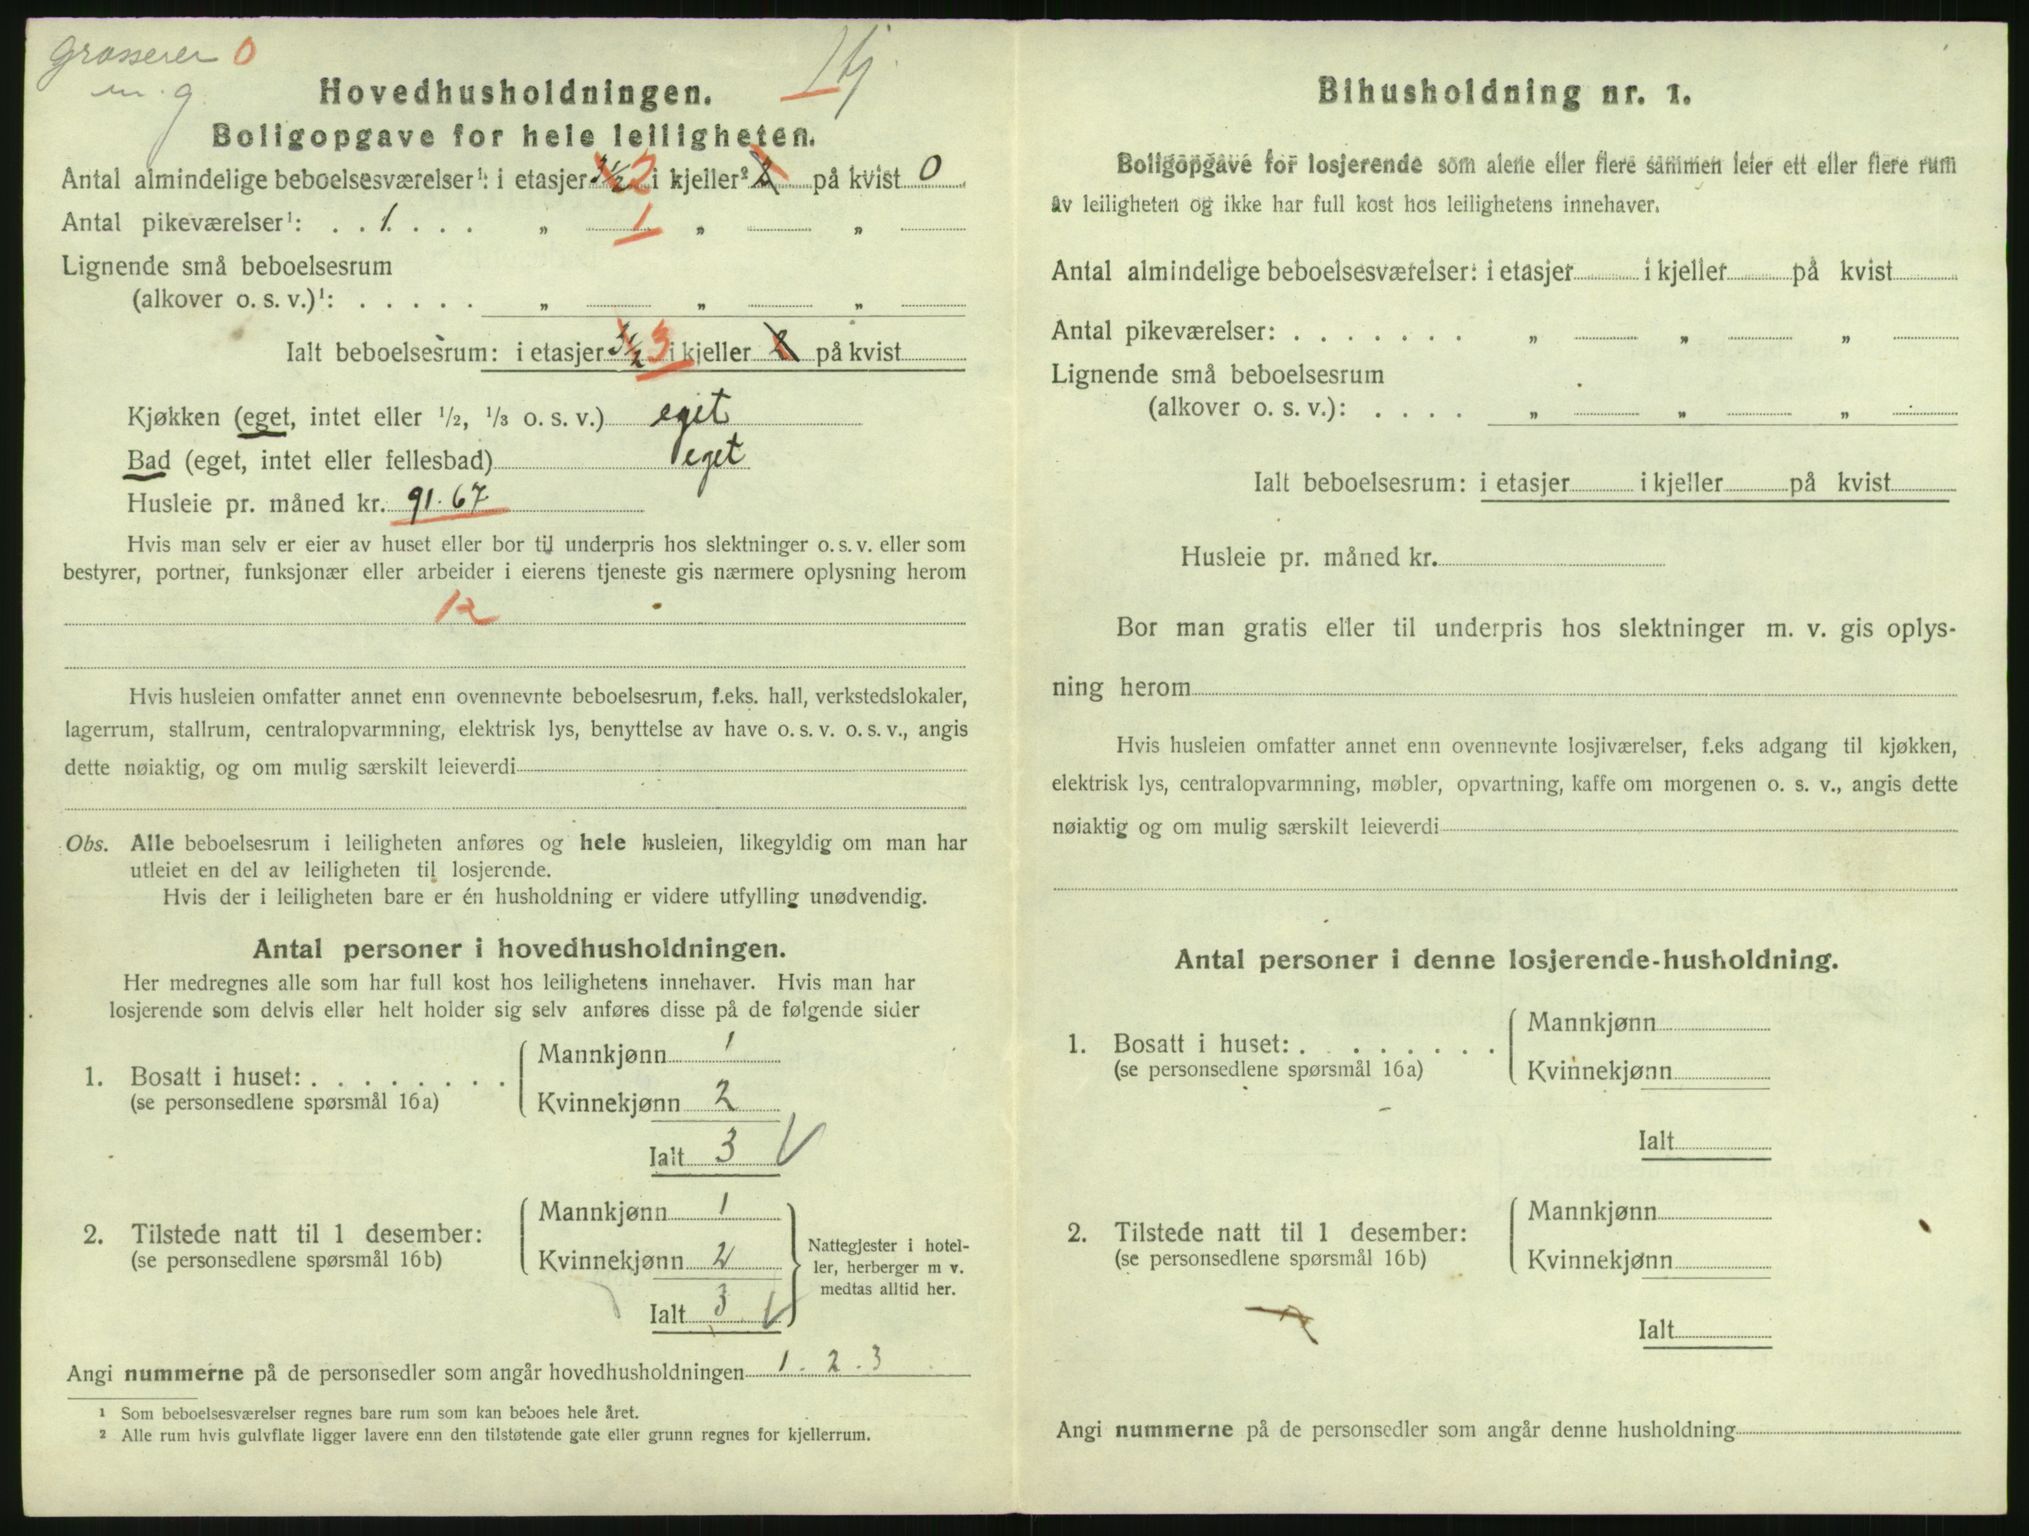 grosserer 0
m. g.
1 tj.
Hovedhusholdningen.
Boligopgave for hele leiligheten.
Antal almindelige beboelsesværelser¹: i etasjer 3½ 2 i kjeller² 2 på kvist 0
Antal pikeværelser¹: . . 1. . . . „ 1 „ „
Lignende små beboelsesrum
(alkover o. s. v.)¹: . . . . . „ „ „
Ialt beboelsesrum: i etasjer 3½ 3 i kjeller 2 på kvist
Kjøkken (eget, intet eller ½, ⅓ o. s. v.) eget
Bad (eget, intet eller fellesbad) eget
Husleie pr. måned kr. 91.67
Hvis man selv er eier av huset eller bor til underpris hos slektninger o. s. v. eller som
bestyrer, portner, funksjonær eller arbeider i eierens tjeneste gis nærmere oplysning herom
Hvis husleien omfatter annet enn ovennevnte beboelsesrum, f.eks. hall, verkstedslokaler,
lagerrum, stallrum, centralopvarmning, elektrisk lys, benyttelse av have o. s. v. o. s. v., angis
dette nøiaktig, og om mulig særskilt leieverdi
Obs. Alle beboelsesrum i leiligheten anføres og hele husleien, likegyldig om man har
utleiet en del av leiligheten til losjerende.
Hvis der i leiligheten bare er én husholdning er videre utfylling unødvendig.
Antal personer i hovedhusholdningen.
Her medregnes alle som har full kost hos leilighetens innehaver. Hvis man har
losjerende som delvis eller helt holder sig selv anføres disse på de følgende sider
Mannkjønn 1
1. Bosatt i huset: . . . . . . . .
(se personsedlene spørsmål 16a)
Kvinnekjønn 2
Ialt 3
Mannkjønn 1
2. Tilstede natt til 1 desember:
(se personsedlene spørsmål 16b)
Kvinnekjønn 2
Ialt 3
Nattegjester i hotel-
ler, herberger m v.
medtas alltid her.
Angi nummerne på de personsedler som angår hovedhusholdningen 1. 2. 3
¹ Som beboelsesværelser regnes bare rum som kan beboes hele året.
² Alle rum hvis gulvflate ligger lavere enn den tilstøtende gate eller grunn regnes for kjellerrum.
Bihusholdning nr. 1.
Boligopgave for losjerende som alene eller flere sammen leier ett eller flere rum
av leiligheten og ikke har full kost hos leilighetens innehaver.
Antal almindelige beboelsesværelser: i etasjer i kjeller på kvist
Antal pikeværelser: . . . . . . . „ „ „
Lignende små beboelsesrum
(alkover o. s. v.): . . . . „ „ „
Ialt beboelsesrum: i etasjer i kjeller på kvist
Husleie pr. måned kr.
Bor man gratis eller til underpris hos slektninger m. v. gis oplys-
ning herom
Hvis husleien omfatter annet enn ovennevnte losjiværelser, f.eks adgang til kjøkken,
elektrisk lys, centralopvarmning, møbler, opvartning, kaffe om morgenen o. s. v., angis dette
nøiaktig og om mulig særskilt leieverdi
Antal personer i denne losjerende-husholdning.
Mannkjønn
1. Bosatt i huset: . . . . . . . .
(se personsedlene spørsmål 16a)
Kvinnekjønn
Ialt
Mannkjønn
2. Tilstede natt til 1 desember:
(se personsedlene spørsmål 16b)
Kvinnekjønn
Ialt
Angi nummerne på de personsedler som angår denne husholdning